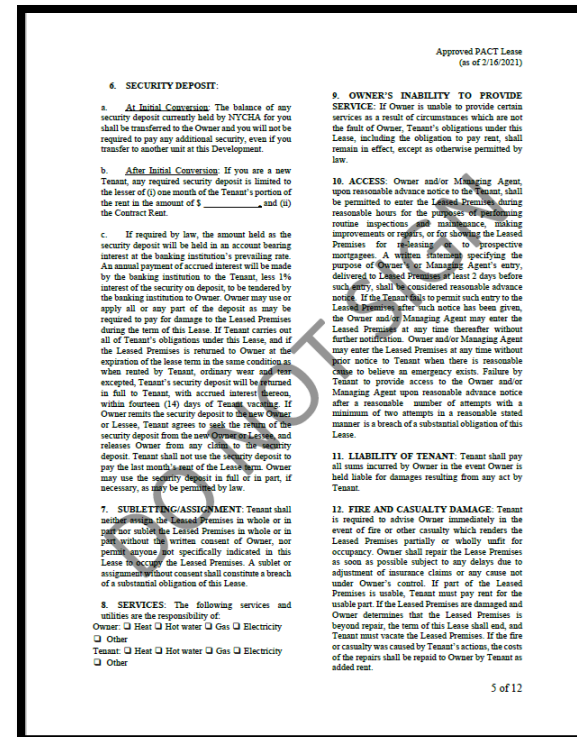 Approved PACT Lease
(as of 2/16/2021)
6. SECURITY DEPOSIT:
a. At Initial Conversion: The balance of any
security deposit currently held by NYCHA for you
shall be transferred to the Owner and you will not be
required to pay any additional security, even if you
transfer to another unit at this Development.
b. After Initial Conversion: If you are a new
Tenant, any required security deposit is limited to
the lesser of (i) one month of the Tenant's portion of
the rent in the amount of $ ____________, and (ii)
the Contract Rent.
c. If required by law, the amount held as the
security deposit will be held in an account bearing
interest at the banking institution's prevailing rate.
An annual payment of accrued interest will be made
by the banking institution to the Tenant, less 1%
interest of the security on deposit, to be tendered by
the banking institution to Owner. Owner may use or
apply all or any part of the deposit as may be
required to pay for damage to the Leased Premises
during the term of this Lease. If Tenant carries out
all of Tenant's obligations under this Lease, and if
the Leased Premises is returned to Owner at the
expiration of the lease term in the same condition as
when rented by Tenant, ordinary wear and tear
excepted, Tenant's security deposit will be returned
in full to Tenant, with accrued interest thereon,
within fourteen (14) days of Tenant vacating. If
Owner remits the security deposit to the new Owner
or Lessee, Tenant agrees to seek the return of the
security deposit from the new Owner or Lessee, and
releases Owner from any claim to the security
deposit. Tenant shall not use the security deposit to
pay the last month's rent of the Lease term. Owner
may use the security deposit in full or in part, if
necessary, as may be permitted by law.
7. SUBLETTING/ASSIGNMENT: Tenant shall
neither assign the Leased Premises in whole or in
part nor sublet the Leased Premises in whole or in
part without the written consent of Owner, nor
permit anyone not specifically indicated in this
Lease to occupy the Leased Premises. A sublet or
assignment without consent shall constitute a breach
of a substantial obligation of this Lease.
8. SERVICES: The following services and
utilities are the responsibility of:
Owner: ❑ Heat ❑ Hot water ❑ Gas ❑ Electricity
❑ Other
Tenant: ❑ Heat ❑ Hot water ❑ Gas ❑ Electricity
❑ Other
9. OWNER'S INABILITY TO PROVIDE
SERVICE: If Owner is unable to provide certain
services as a result of circumstances which are not
the fault of Owner, Tenant's obligations under this
Lease, including the obligation to pay rent, shall
remain in effect, except as otherwise permitted by
law.
10. ACCESS: Owner and/or Managing Agent,
upon reasonable advance notice to the Tenant, shall
be permitted to enter the Leased Premises during
reasonable hours for the purposes of performing
routine inspections and maintenance, making
improvements or repairs, or for showing the Leased
Premises for re-leasing or to prospective
mortgagees. A written statement specifying the
purpose of Owner's or Managing Agent's entry,
delivered to Leased Premises at least 2 days before
such entry, shall be considered reasonable advance
notice. If the Tenant fails to permit such entry to the
Leased Premises after such notice has been given,
the Owner and/or Managing Agent may enter the
Leased Premises at any time thereafter without
further notification. Owner and/or Managing Agent
may enter the Leased Premises at any time without
prior notice to Tenant when there is reasonable
cause to believe an emergency exists. Failure by
Tenant to provide access to the Owner and/or
Managing Agent upon reasonable advance notice
after a reasonable number of attempts with a
minimum of two attempts in a reasonable stated
manner is a breach of a substantial obligation of this
Lease.
11. LIABILITY OF TENANT: Tenant shall pay
all sums incurred by Owner in the event Owner is
held liable for damages resulting from any act by
Tenant.
12. FIRE AND CASUALTY DAMAGE: Tenant
is required to advise Owner immediately in the
event of fire or other casualty which renders the
Leased Premises partially or wholly unfit for
occupancy. Owner shall repair the Lease Premises
as soon as possible subject to any delays due to
adjustment of insurance claims or any cause not
under Owner's control. If part of the Leased
Premises is usable, Tenant must pay rent for the
usable part. If the Leased Premises are damaged and
Owner determines that the Leased Premises is
beyond repair, the term of this Lease shall end, and
Tenant must vacate the Leased Premises. If the fire
or casualty was caused by Tenant's actions, the costs
of the repairs shall be repaid to Owner by Tenant as
added rent.
5 of 12
DO NOT SIGN